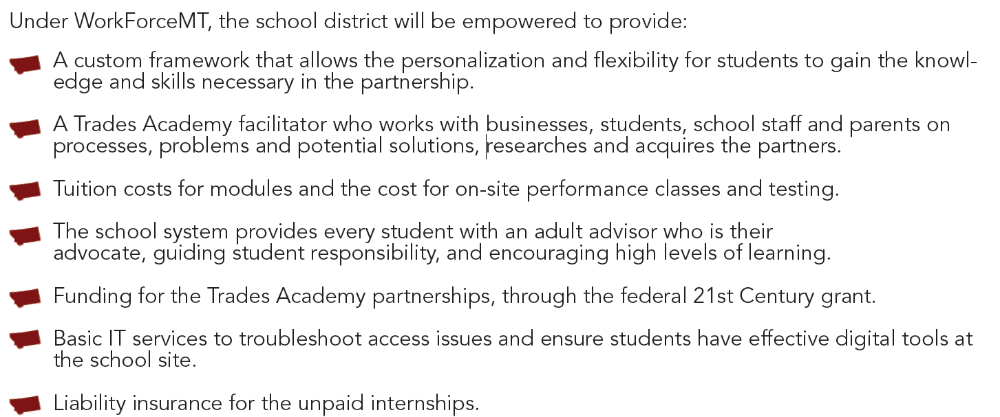 Under WorkForceMT, the school district will be empowered to provide:
A custom framework that allows the personalization and flexibility for students to gain the knowl-
edge and skills necessary in the partnership.
A Trades Academy facilitator who works with businesses, students, school staff and parents on
processes, problems and potential solutions, researches and acquires the partners.
Tuition costs for modules and the cost for on-site performance classes and testing.
The school system provides every student with an adult advisor who is their
advocate, guiding student responsibility, and encouraging high levels of learning.
Funding for the Trades Academy partnerships, through the federal 21st Century grant.
Basic IT services to troubleshoot access issues and ensure students have effective digital tools at
the school site.
Liability insurance for the unpaid internships.